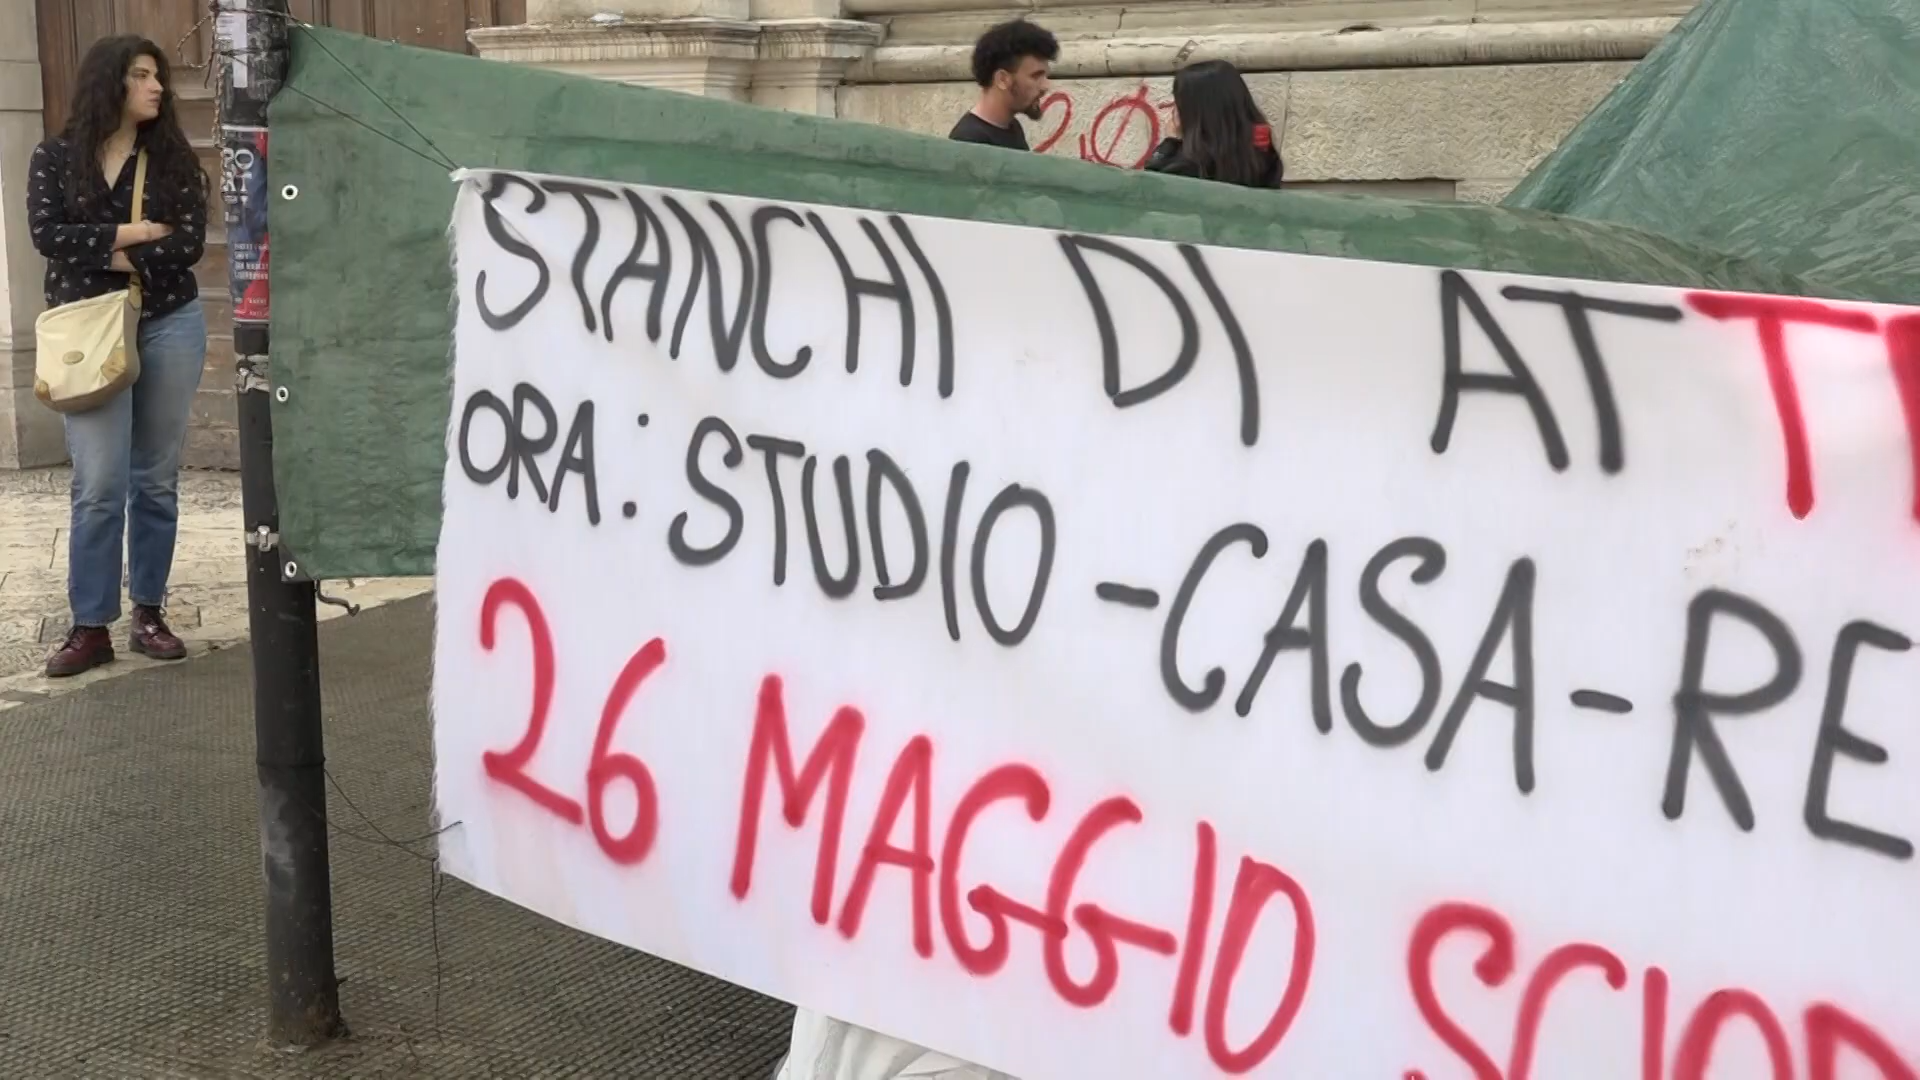 STANCHI DI ATT
ORA: STUDIO-CASA-RE
26 MAGGIO SCIO